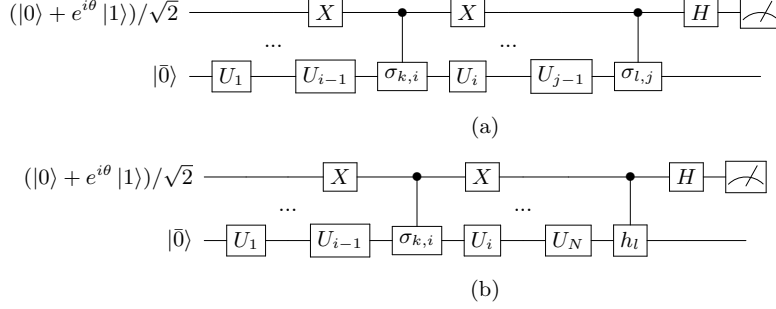 (|0⟩ + e^{iθ} |1⟩)/√2 X X H
... ...
|0̄⟩ U_1 U_{i−1} σ_{k,i} U_i U_{j−1} σ_{l,j}
(a)
(|0⟩ + e^{iθ} |1⟩)/√2 X X H
... ...
|0̄⟩ U_1 U_{i−1} σ_{k,i} U_i U_N h_l
(b)